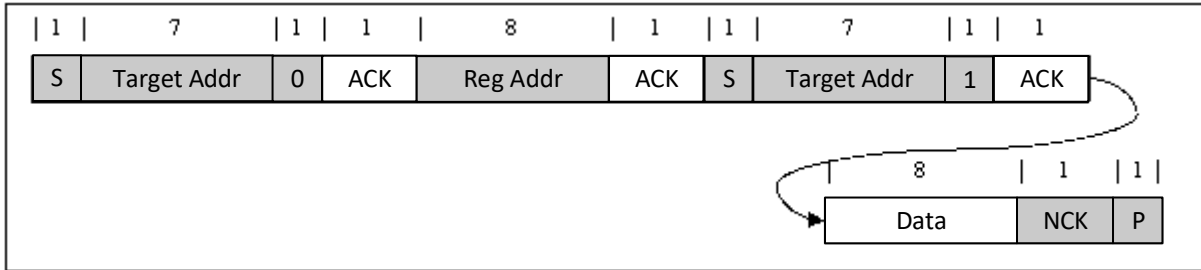 | 1 | 7 | 1 | 1 | 8 | 1 | 1 | 7 | 1 | 1
S Target Addr 0 ACK Reg Addr ACK S Target Addr 1 ACK
| 8 | 1 | 1 |
Data NCK P